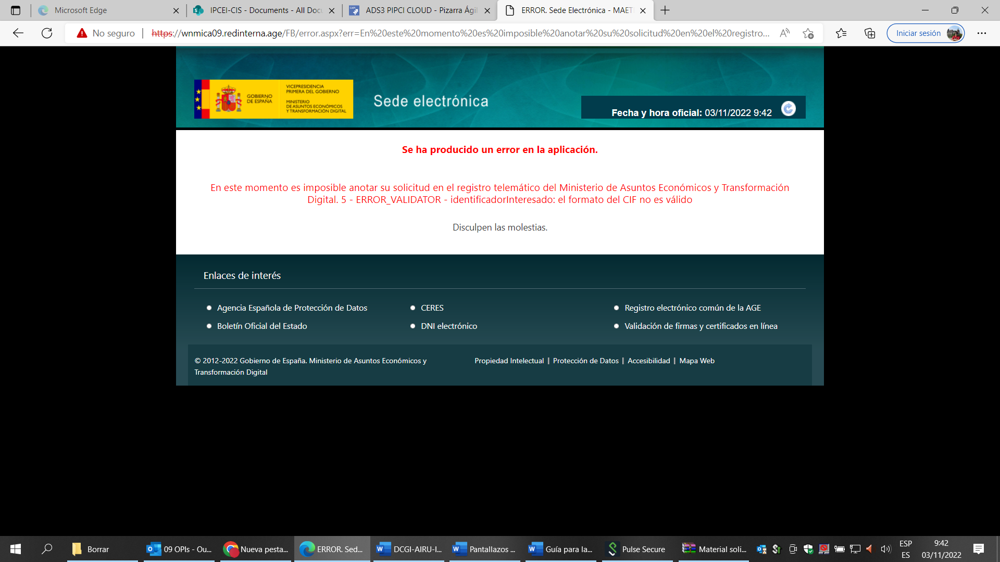 Microsoft Edge
IPCEI-CIS - Documents - All Docu
ADS3 PIPCI CLOUD - Pizarra Ágil
ERROR. Sede Electrónica - MAET
No seguro
https://wnmica09.redinterna.age/FB/error.aspx?err=En%20este%20momento%20es%20imposible%20anotar%20su%20solicitud%20en%20el%20registro...
Iniciar sesión
GOBIERNO
DE ESPAÑA
VICEPRESIDENCIA
PRIMERA DEL GOBIERNO
MINISTERIO
DE ASUNTOS ECONÓMICOS
Y TRANSFORMACIÓN DIGITAL
Sede electrónica
Fecha y hora oficial: 03/11/2022 9:42
Se ha producido un error en la aplicación.
En este momento es imposible anotar su solicitud en el registro telemático del Ministerio de Asuntos Económicos y Transformación
Digital. 5 - ERROR_VALIDATOR - identificadorInteresado: el formato del CIF no es válido
Disculpen las molestias.
Enlaces de interés
Agencia Española de Protección de Datos
CERES
Registro electrónico común de la AGE
Boletín Oficial del Estado
DNI electrónico
Validación de firmas y certificados en línea
© 2012-2022 Gobierno de España. Ministerio de Asuntos Económicos y
Transformación Digital
Propiedad Intelectual | Protección de Datos | Accesibilidad | Mapa Web
Borrar
09 OPIs - Ou...
Nueva pesta...
ERROR. Sed...
DCGI-AIRU-I...
Pantallazos ...
Guía para la...
Pulse Secure
Material soli...
ESP
ES
9:42
03/11/2022